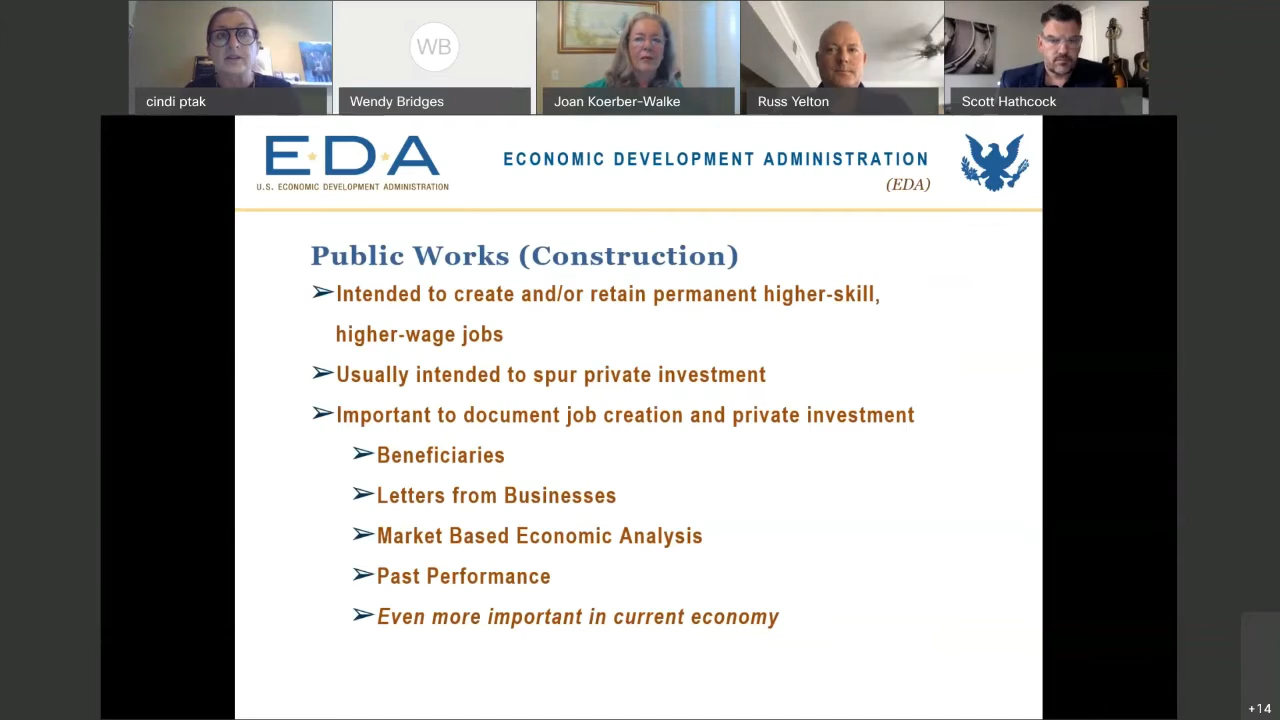 WB
cindi ptak
Wendy Bridges
Joan Koerber-Walke
Russ Yelton
Scott Hathcock
EDA
U.S. ECONOMIC DEVELOPMENT ADMINISTRATION
ECONOMIC DEVELOPMENT ADMINISTRATION
(EDA)
Public Works (Construction)
➢Intended to create and/or retain permanent higher-skill,
higher-wage jobs
➢Usually intended to spur private investment
➢Important to document job creation and private investment
➢Beneficiaries
➢Letters from Businesses
➢Market Based Economic Analysis
➢Past Performance
➢Even more important in current economy
+14